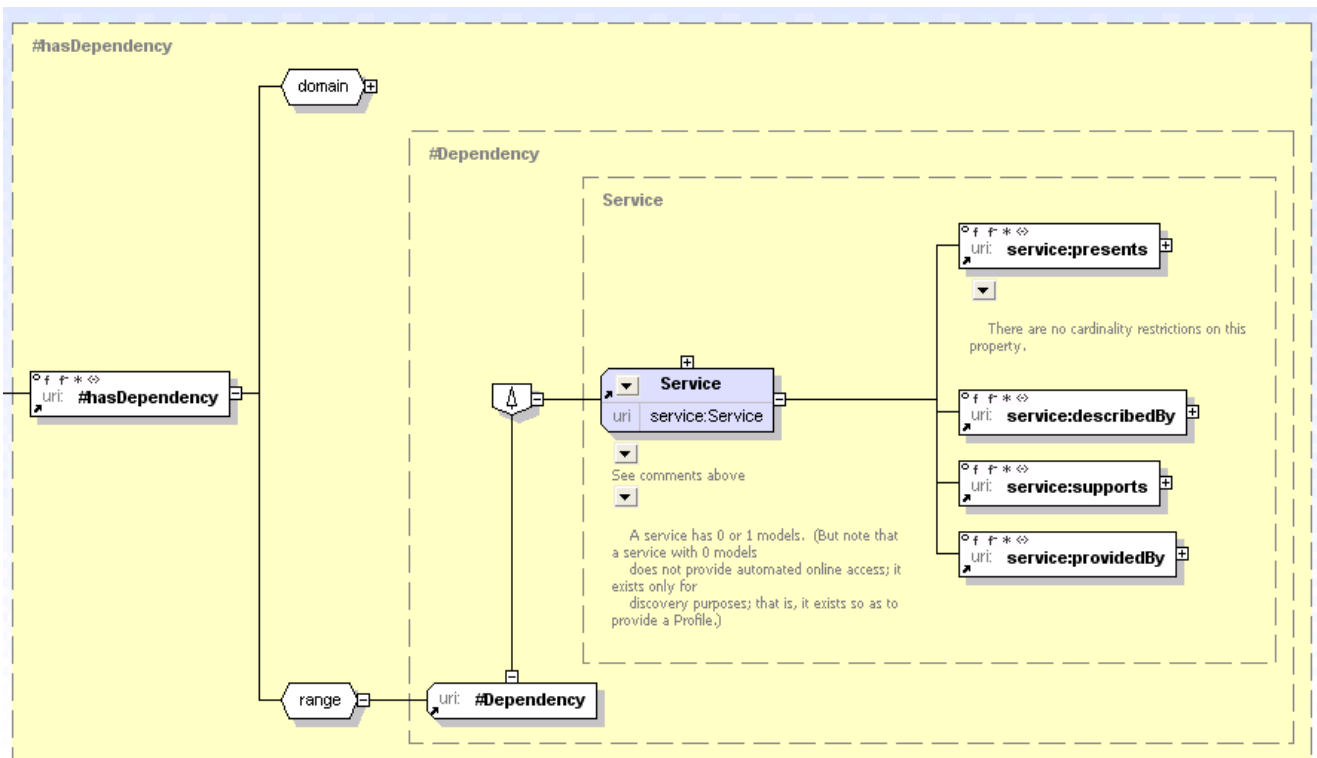 #hasDependency
domain
#Dependency
Service
uri: service:presents
There are no cardinality restrictions on this
property.
uri: #hasDependency
Service
uri service:Service
uri: service:describedBy
See comments above
uri: service:supports
A service has 0 or 1 models. (But note that
a service with 0 models
does not provide automated online access; it
exists only for
discovery purposes; that is, it exists so as to
provide a Profile.)
uri: service:providedBy
range
uri: #Dependency